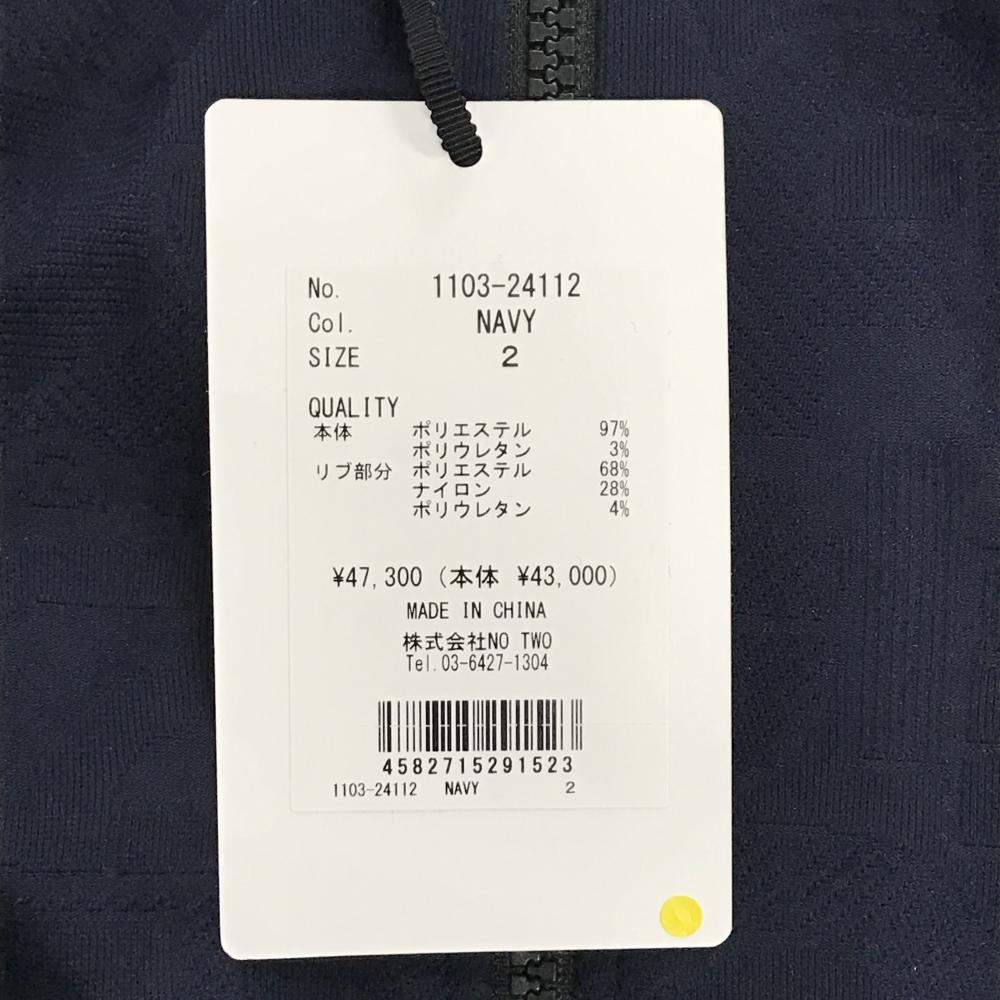 No. 1103-24112
Col. NAVY
SIZE 2
QUALITY
本体 ポリエステル 97%
ポリウレタン 3%
リブ部分 ポリエステル 68%
ナイロン 28%
ポリウレタン 4%
¥47,300 (本体 ¥43,000)
MADE IN CHINA
株式会社NO TWO
Tel.03-6427-1304
4582715291523
1103-24112 NAVY 2